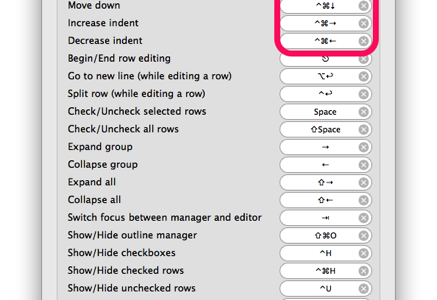 Move down ^⌘↓
Increase indent ^⌘→
Decrease indent ^⌘←
Begin/End row editing ⎋
Go to new line (while editing a row) ⌥↩
Split row (while editing a row) ^↩
Check/Uncheck selected rows Space
Check/Uncheck all rows ⇧Space
Expand group →
Collapse group ←
Expand all ⇧→
Collapse all ⇧←
Switch focus between manager and editor ⇥
Show/Hide outline manager ⇧⌘O
Show/Hide checkboxes ^H
Show/Hide checked rows ^⌘H
Show/Hide unchecked rows ^U